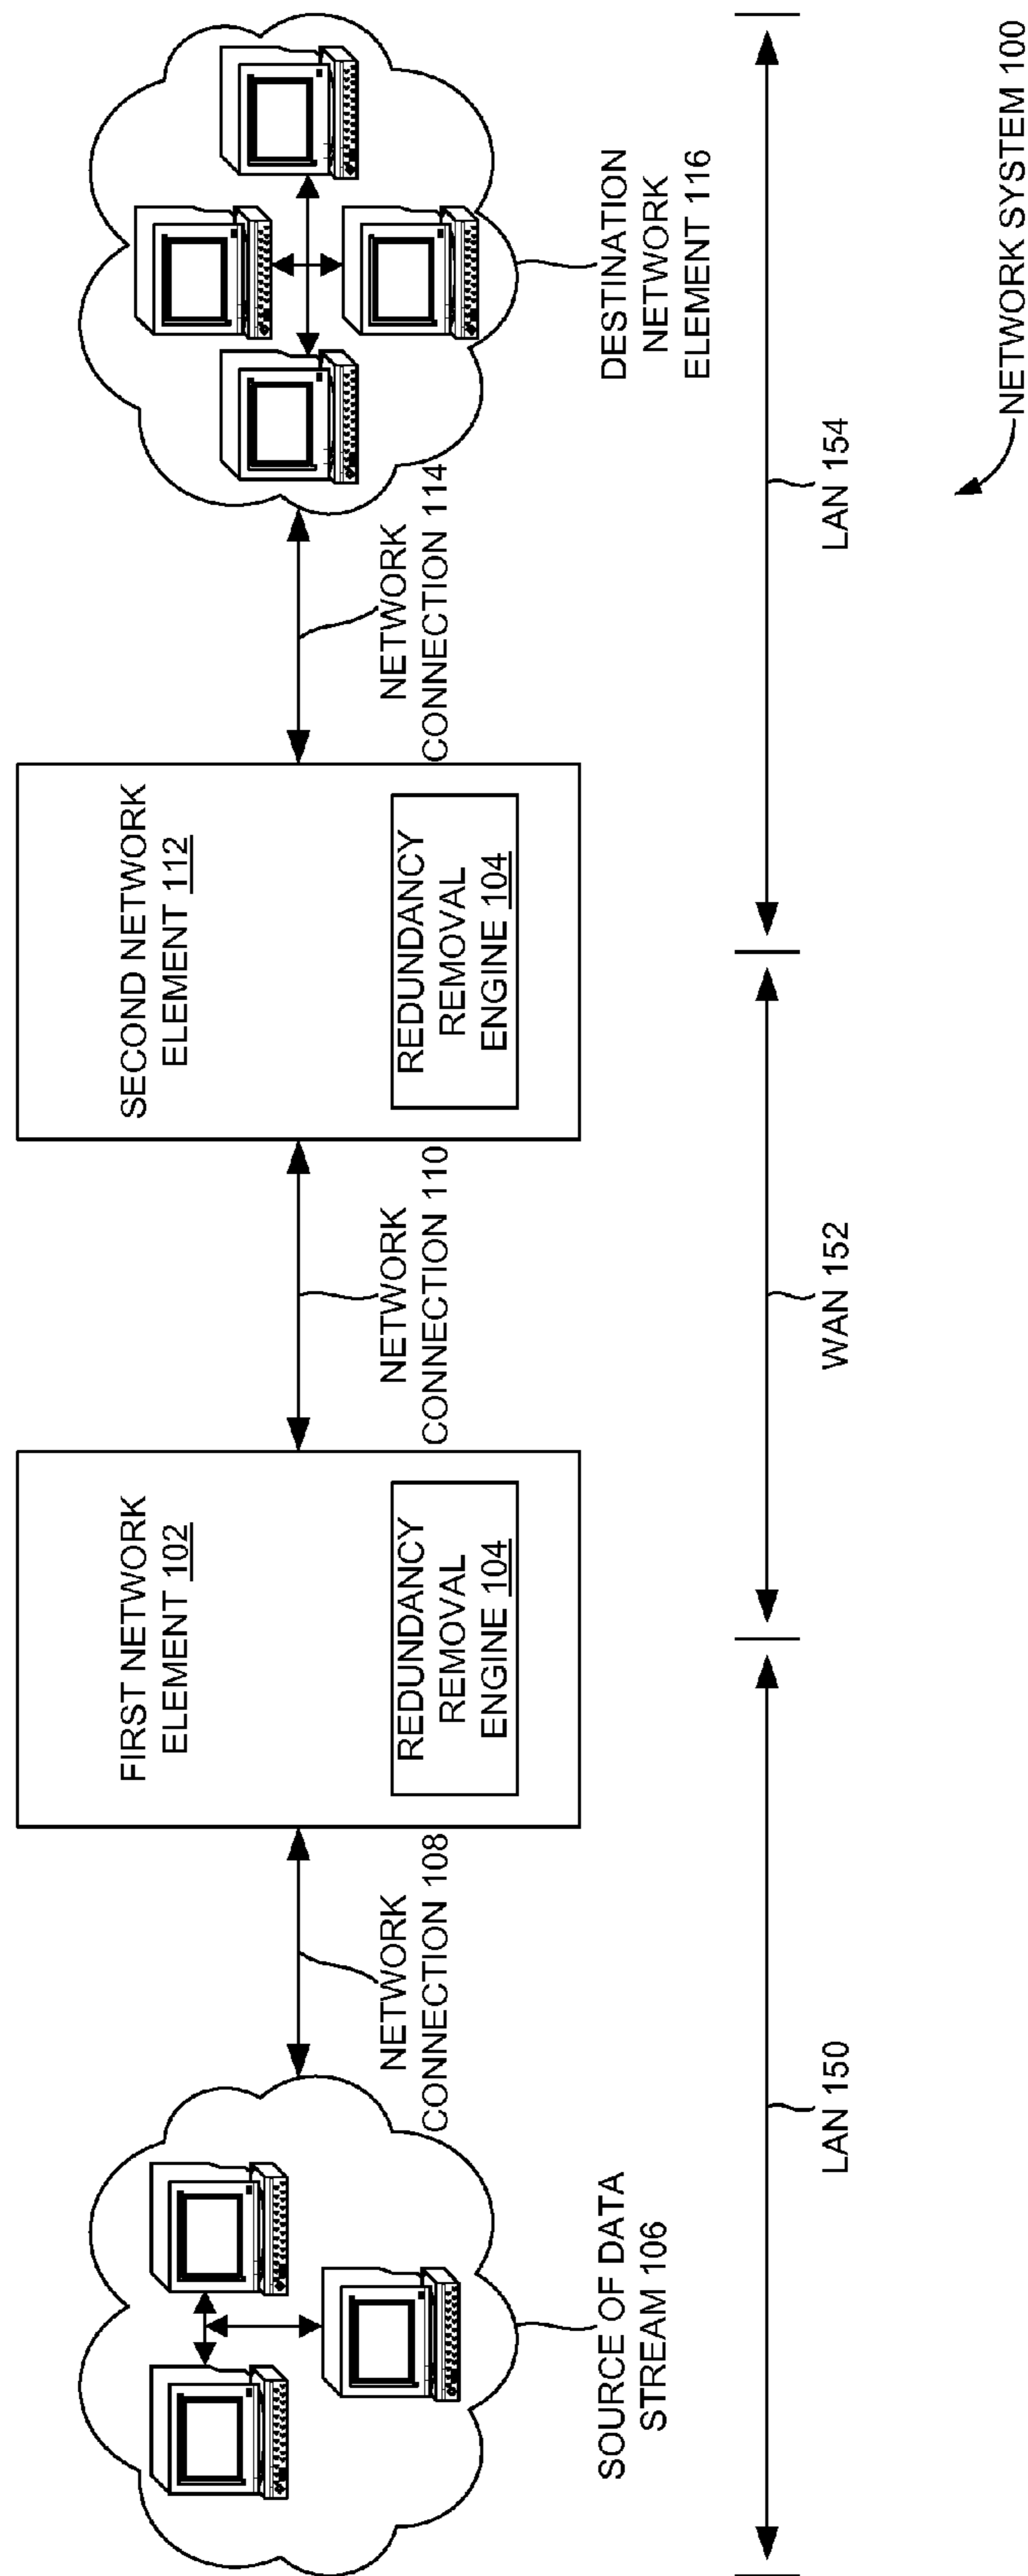 FIRST NETWORK
ELEMENT 102
REDUNDANCY
REMOVAL
ENGINE 104
SECOND NETWORK
ELEMENT 112
REDUNDANCY
REMOVAL
ENGINE 104
NETWORK
CONNECTION 108
NETWORK
CONNECTION 110
NETWORK
CONNECTION 114
SOURCE OF DATA
STREAM 106
DESTINATION
NETWORK
ELEMENT 116
LAN 150
WAN 152
LAN 154
NETWORK SYSTEM 100